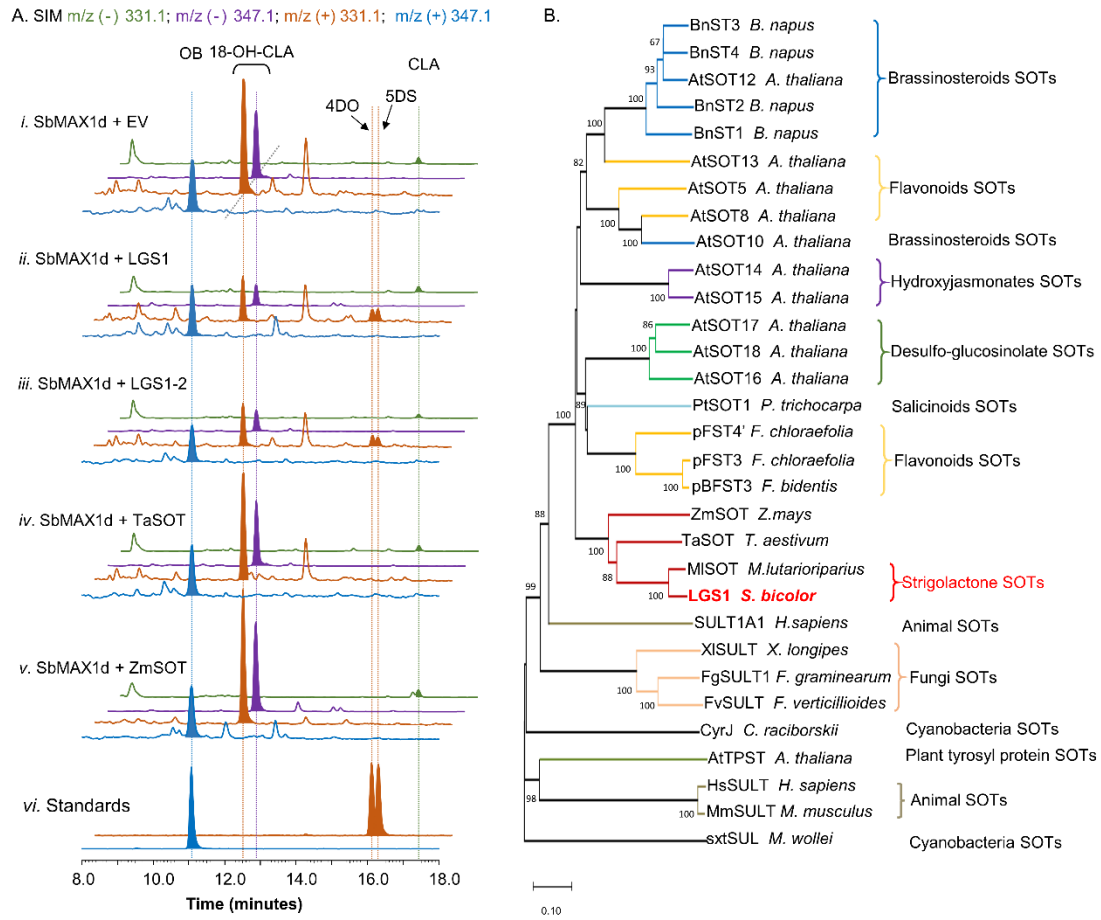 A. SIM m/z (-) 331.1; m/z (-) 347.1; m/z (+) 331.1; m/z (+) 347.1
OB
18-OH-CLA
CLA
4DO
5DS
i. SbMAX1d + EV
ii. SbMAX1d + LGS1
iii. SbMAX1d + LGS1-2
iv. SbMAX1d + TaSOT
v. SbMAX1d + ZmSOT
vi. Standards
8.0 10.0 12.0 14.0 16.0 18.0
Time (minutes)
B.
BnST3 B. napus
BnST4 B. napus
AtSOT12 A. thaliana
BnST2 B. napus
BnST1 B. napus
Brassinosteroids SOTs
AtSOT13 A. thaliana
AtSOT5 A. thaliana
AtSOT8 A. thaliana
Flavonoids SOTs
AtSOT10 A. thaliana
Brassinosteroids SOTs
AtSOT14 A. thaliana
AtSOT15 A. thaliana
Hydroxyjasmonates SOTs
AtSOT17 A. thaliana
AtSOT18 A. thaliana
AtSOT16 A. thaliana
Desulfo-glucosinolate SOTs
PtSOT1 P. trichocarpa
Salicinoids SOTs
pFST4' F. chloraefolia
pFST3 F. chloraefolia
pBFST3 F. bidentis
Flavonoids SOTs
ZmSOT Z.mays
TaSOT T. aestivum
MlSOT M.lutarioriparius
LGS1 S. bicolor
Strigolactone SOTs
SULT1A1 H.sapiens
Animal SOTs
XlSULT X. longipes
FgSULT1 F. graminearum
FvSULT F. verticillioides
Fungi SOTs
CyrJ C. raciborskii
Cyanobacteria SOTs
AtTPST A. thaliana
Plant tyrosyl protein SOTs
HsSULT H. sapiens
MmSULT M. musculus
Animal SOTs
sxtSUL M. wollei
Cyanobacteria SOTs
67
93
100
82
100
100
86
100
89
100
100
100
100
88
100
88
99
100
98
100
0.10